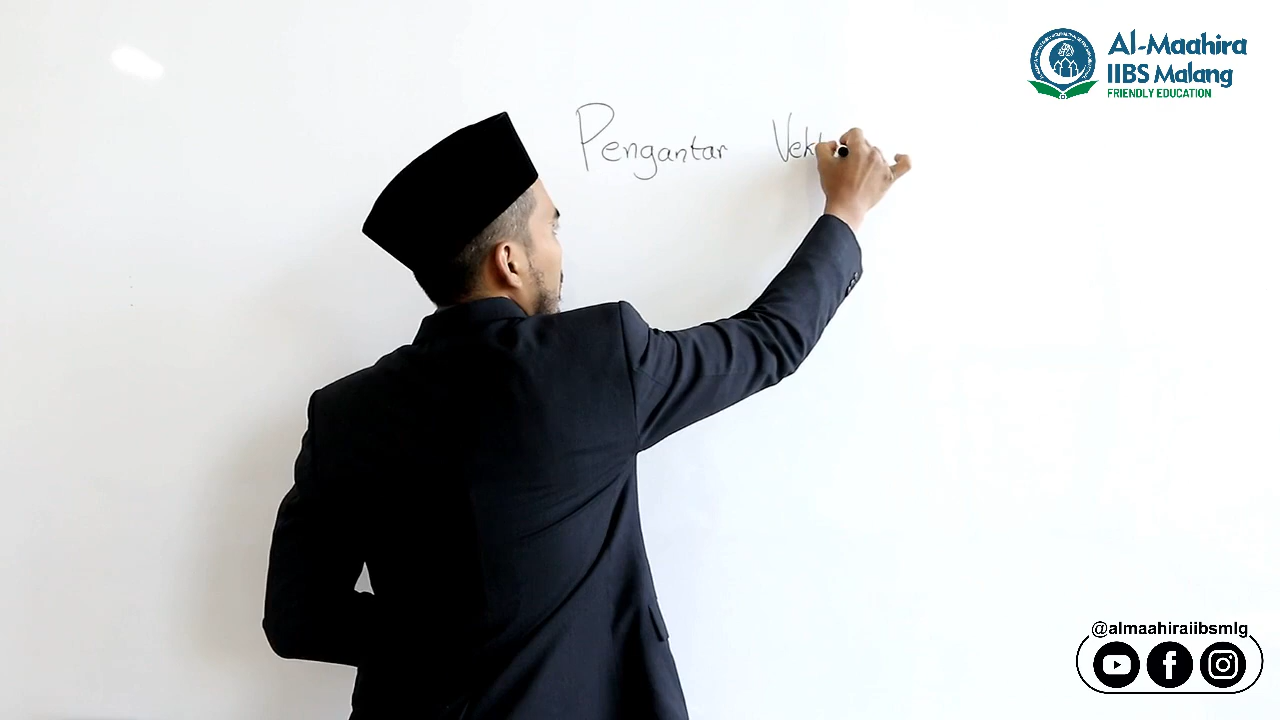 Al-Maahira
IIBS Malang
FRIENDLY EDUCATION
Pengantar
@almaahiraiibsmlg